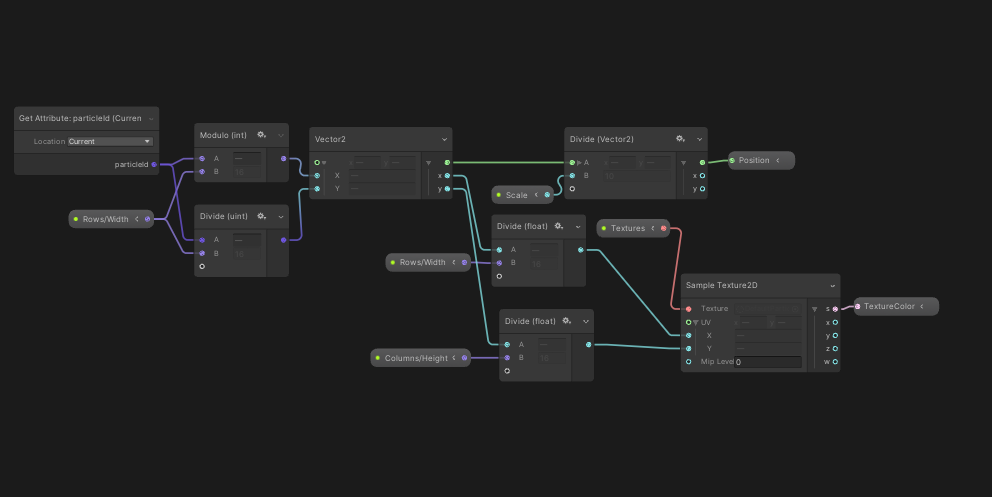 Get Attribute: particleId (Curren
Location Current
particleId
Rows/Width
Modulo (int)
A
B
Divide (uint)
A
B
Vector2
X
Y
x
y
Scale
Divide (Vector2)
A
B
x
y
Position
Rows/Width
Divide (float)
A
B
Columns/Height
Divide (float)
A
B
Textures
Sample Texture2D
Texture
UV
X
Y
Mip Level 0
s
x
y
z
w
TextureColor